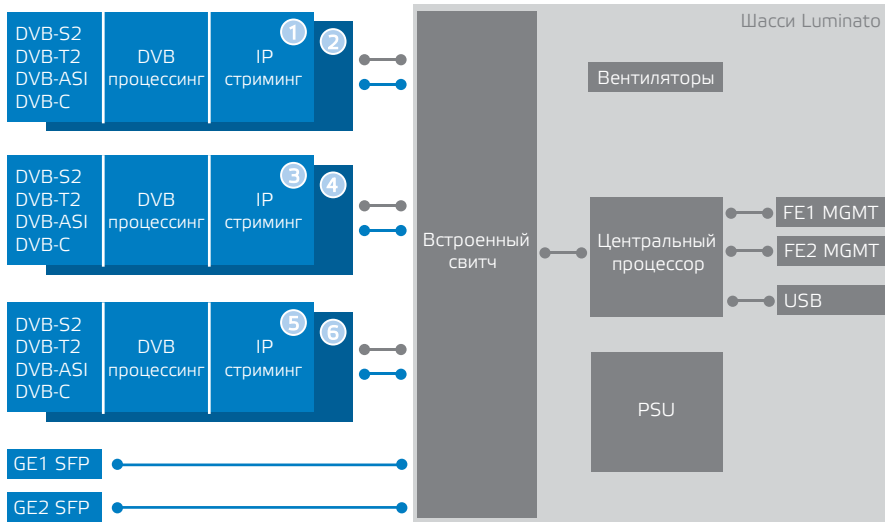 Шасси Luminato
DVB-S2
DVB-T2
DVB-ASI
DVB-C
DVB
процессинг
IP
стриминг
1
2
DVB-S2
DVB-T2
DVB-ASI
DVB-C
DVB
процессинг
IP
стриминг
3
4
DVB-S2
DVB-T2
DVB-ASI
DVB-C
DVB
процессинг
IP
стриминг
5
6
GE1 SFP
GE2 SFP
Встроенный
свитч
Вентиляторы
Центральный
процессор
PSU
FE1 MGMT
FE2 MGMT
USB